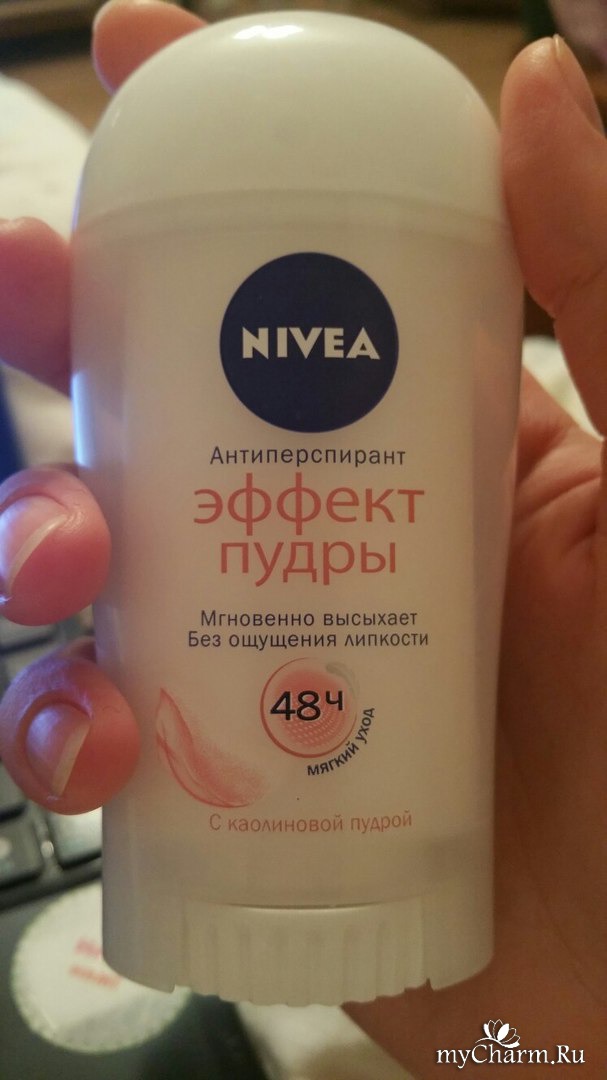 NIVEA
Антиперспирант
эффект
пудры
Мгновенно высыхает
Без ощущения липкости
48ч
мягкий уход
С каолиновой пудрой
myCharm.Ru